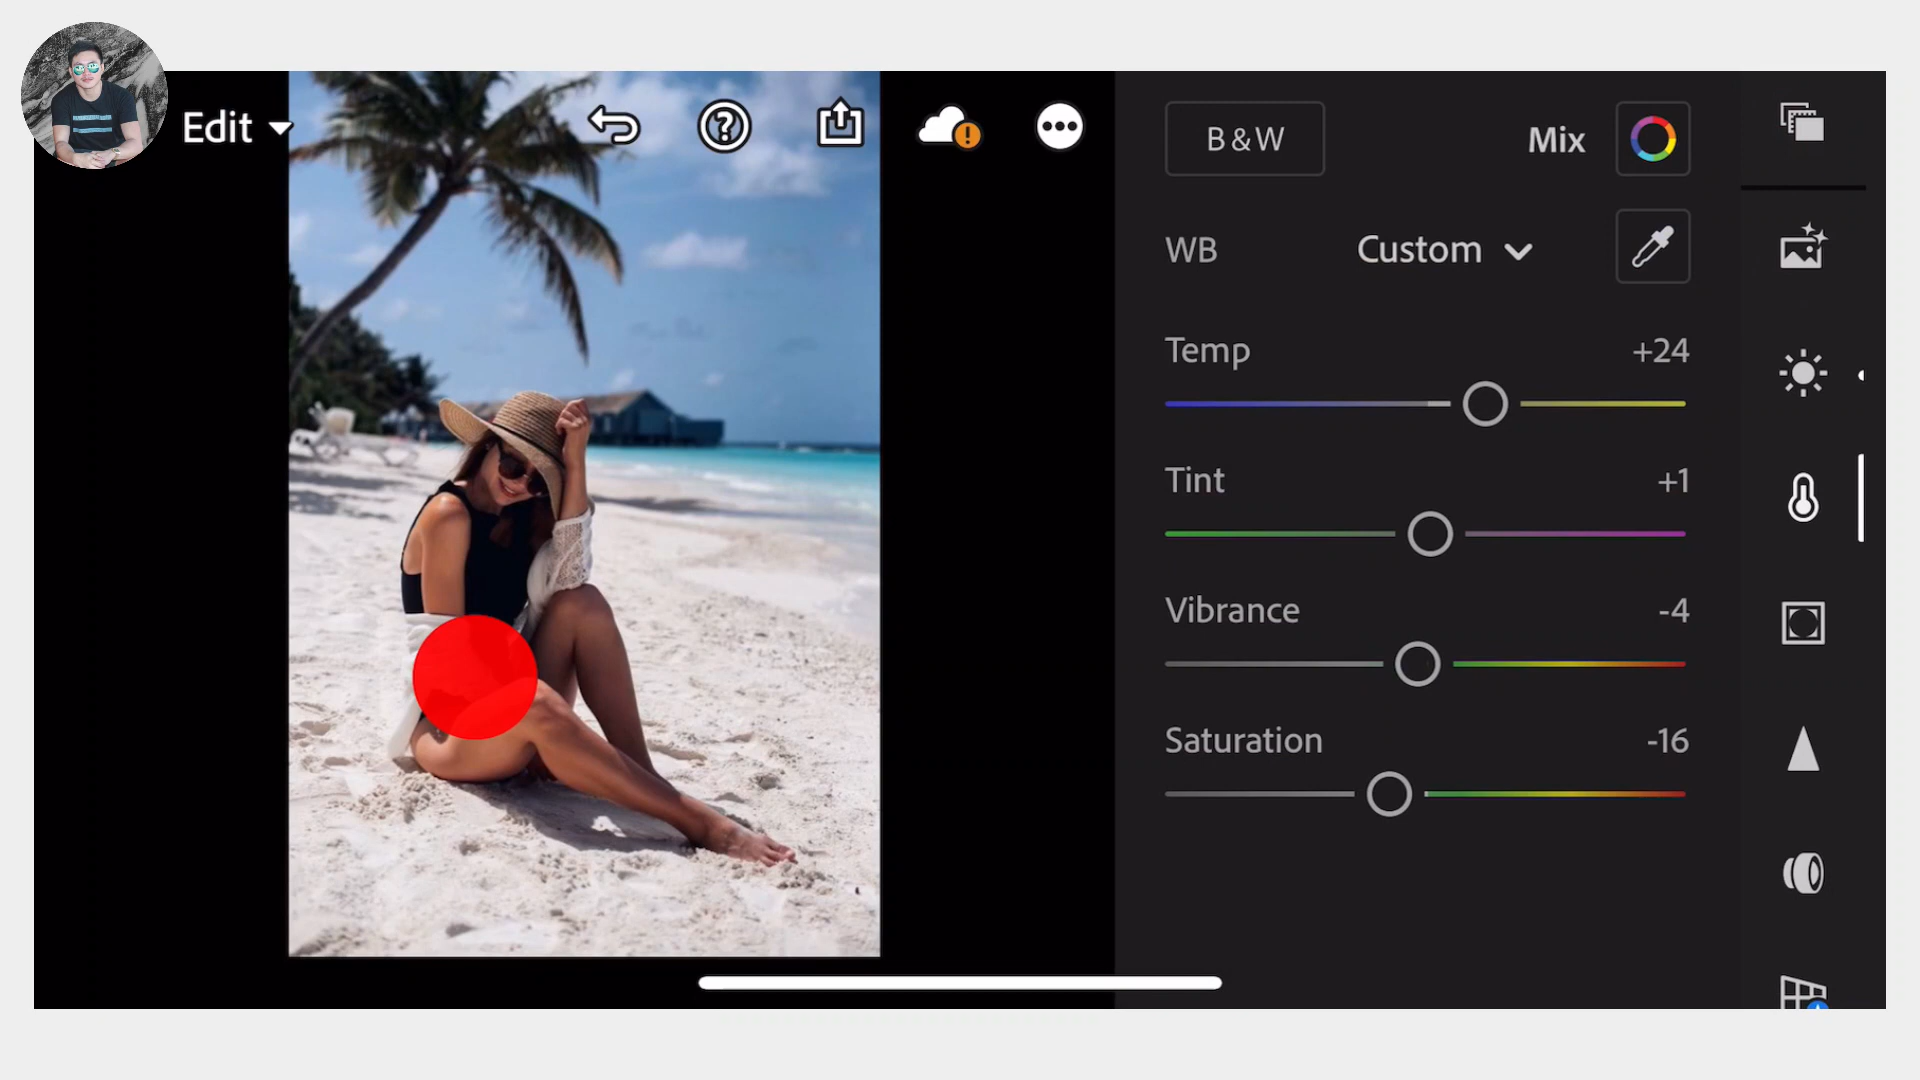 Edit
B&W
Mix
WB
Custom
Temp
+24
Tint
+1
Vibrance
-4
Saturation
-16